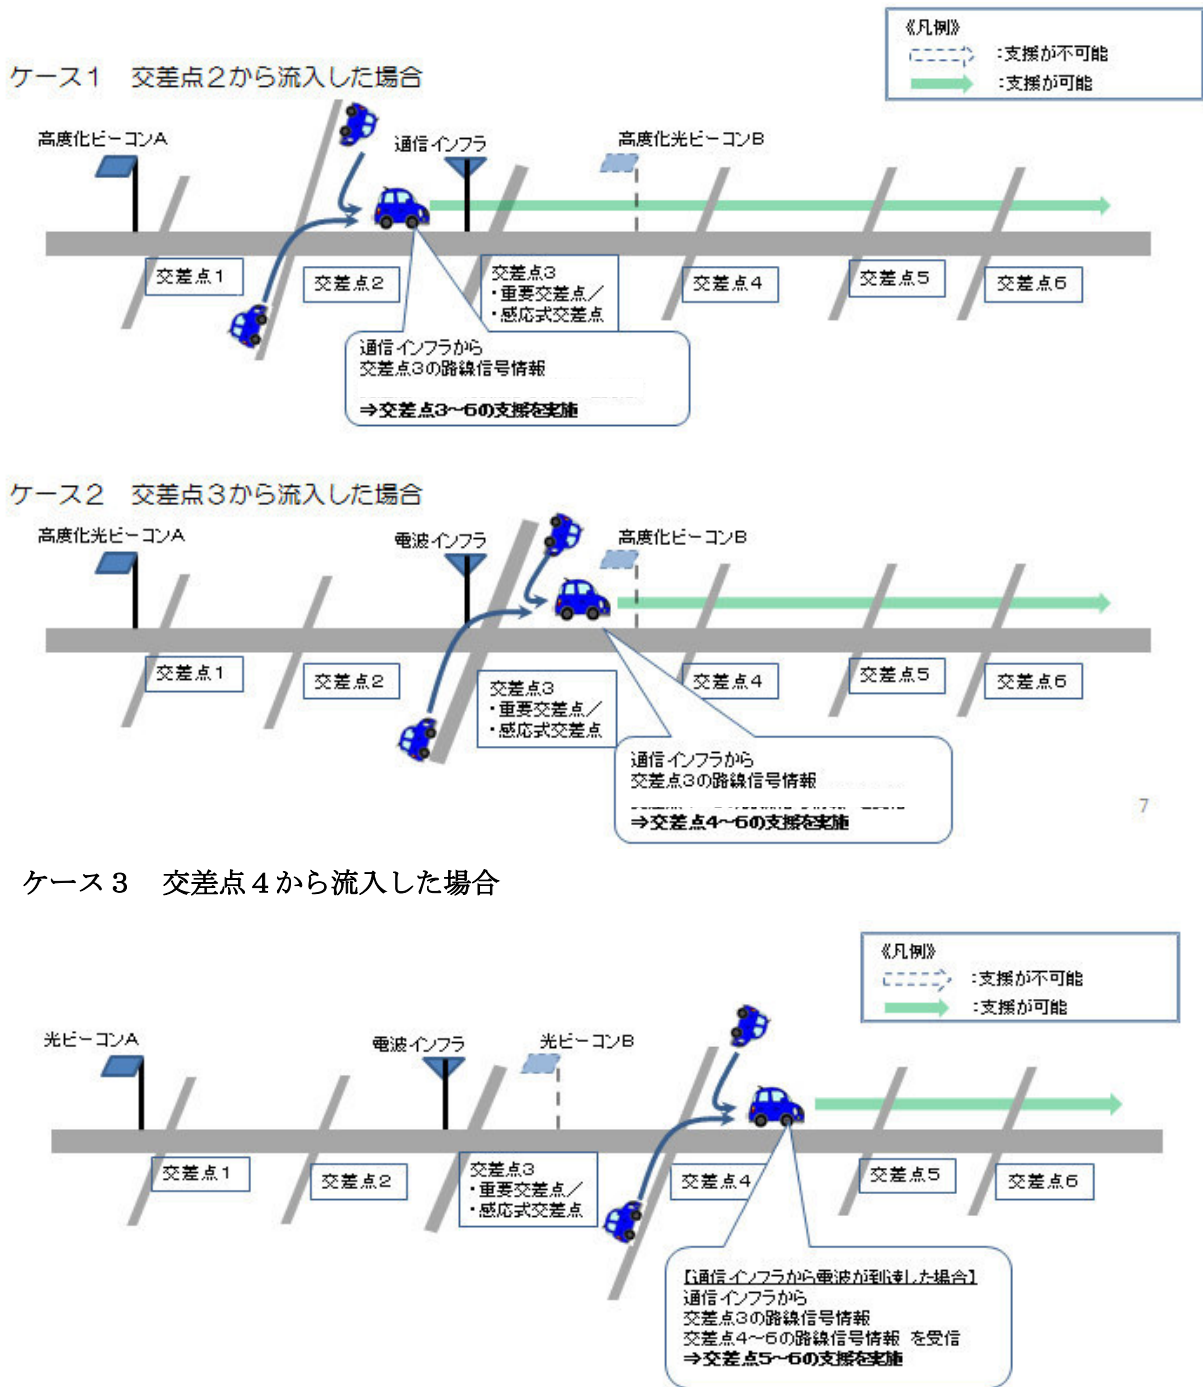 《凡例》
:支援が不可能
:支援が可能
ケース1 交差点2から流入した場合
高度化ビーコンA
通信インフラ
高度化光ビーコンB
交差点1
交差点2
交差点3
・重要交差点／
・感応式交差点
交差点4
交差点5
交差点6
通信インフラから
交差点3の路線信号情報
⇒交差点3～6の支援を実施
ケース2 交差点3から流入した場合
高度化光ビーコンA
電波インフラ
高度化ビーコンB
交差点1
交差点2
交差点3
・重要交差点／
・感応式交差点
交差点4
交差点5
交差点6
通信インフラから
交差点3の路線信号情報
⇒交差点4～6の支援を実施
7
ケース３ 交差点４から流入した場合
《凡例》
:支援が不可能
:支援が可能
光ビーコンA
電波インフラ
光ビーコンB
交差点1
交差点2
交差点3
・重要交差点／
・感応式交差点
交差点4
交差点5
交差点6
【通信インフラから電波が到達した場合】
通信インフラから
交差点3の路線信号情報
交差点4～6の路線信号情報 を受信
⇒交差点5～6の支援を実施